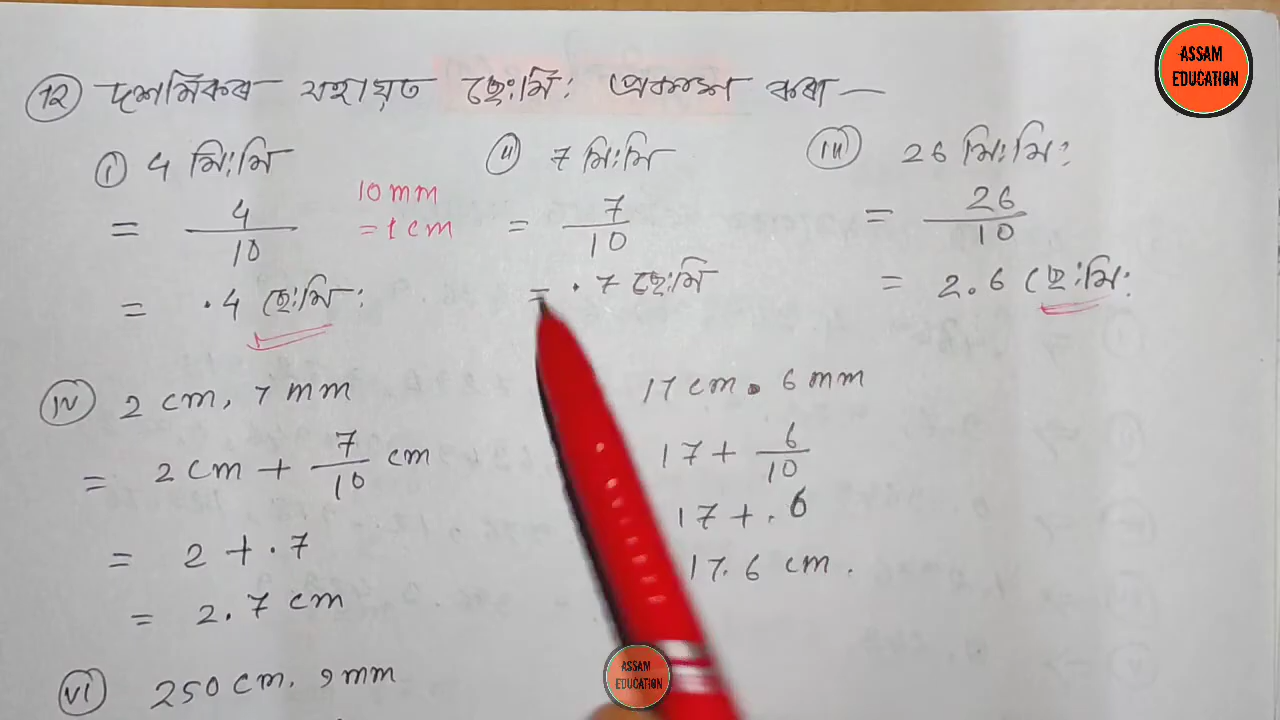 ১২ দশমিকৰ সহায়ত ছে:মি: প্ৰকাশ কৰা —
i 4 মি:মি
= 4/10
= .4 ছে:মি:
10 mm
= 1 cm
ii 7 মি:মি
= 7/10
= .7 ছে:মি
iii 26 মি:মি:
= 26/10
= 2.6 ছে:মি:
iv 2 cm, 7 mm
= 2 cm + 7/10 cm
= 2 + .7
= 2.7 cm
17 cm . 6 mm
17 + 6/10
17 + .6
17.6 cm .
vi 250 cm. 9 mm
ASSAM
EDUCATION
ASSAM
EDUCATION